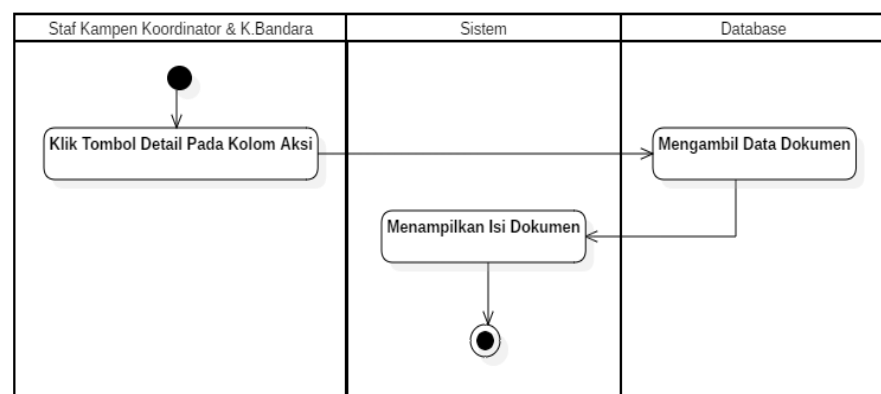 Staf Kampen Koordinator & K.Bandara
Sistem
Database
Klik Tombol Detail Pada Kolom Aksi
Mengambil Data Dokumen
Menampilkan Isi Dokumen